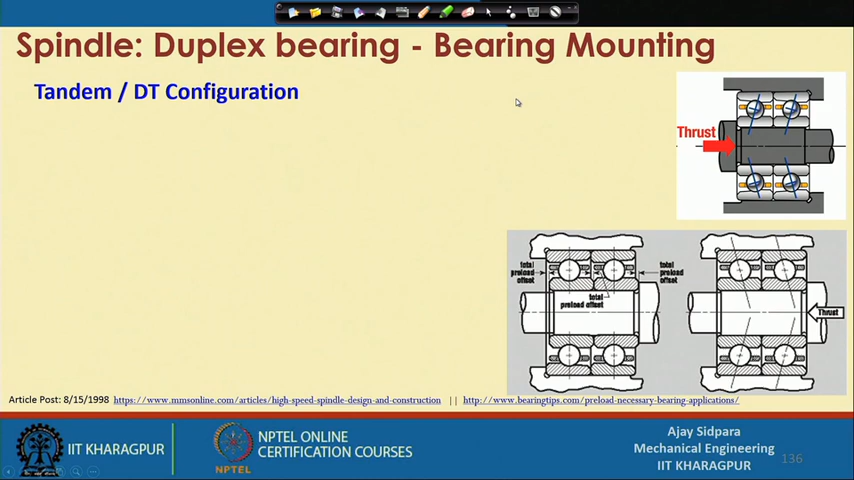 Spindle: Duplex bearing - Bearing Mounting
Tandem / DT Configuration
Thrust
total
preload
offset
total
preload offset
total
preload
offset
Thrust
Article Post: 8/15/1998 https://www.mmsonline.com/articles/high-speed-spindle-design-and-construction || http://www.bearingtips.com/preload-necessary-bearing-applications/
IIT KHARAGPUR
NPTEL
NPTEL ONLINE
CERTIFICATION COURSES
Ajay Sidpara
Mechanical Engineering
IIT KHARAGPUR
136